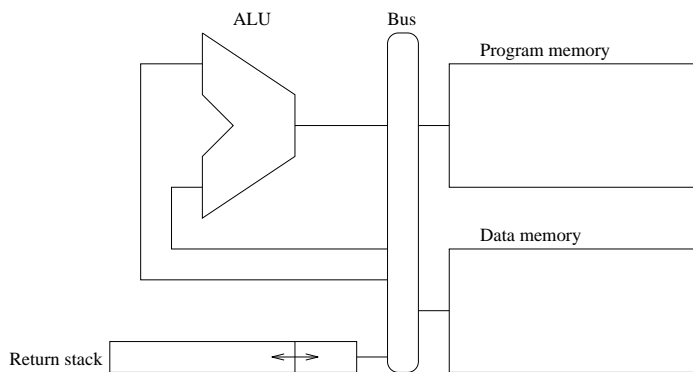 ALU
Bus
Program memory
Data memory
Return stack